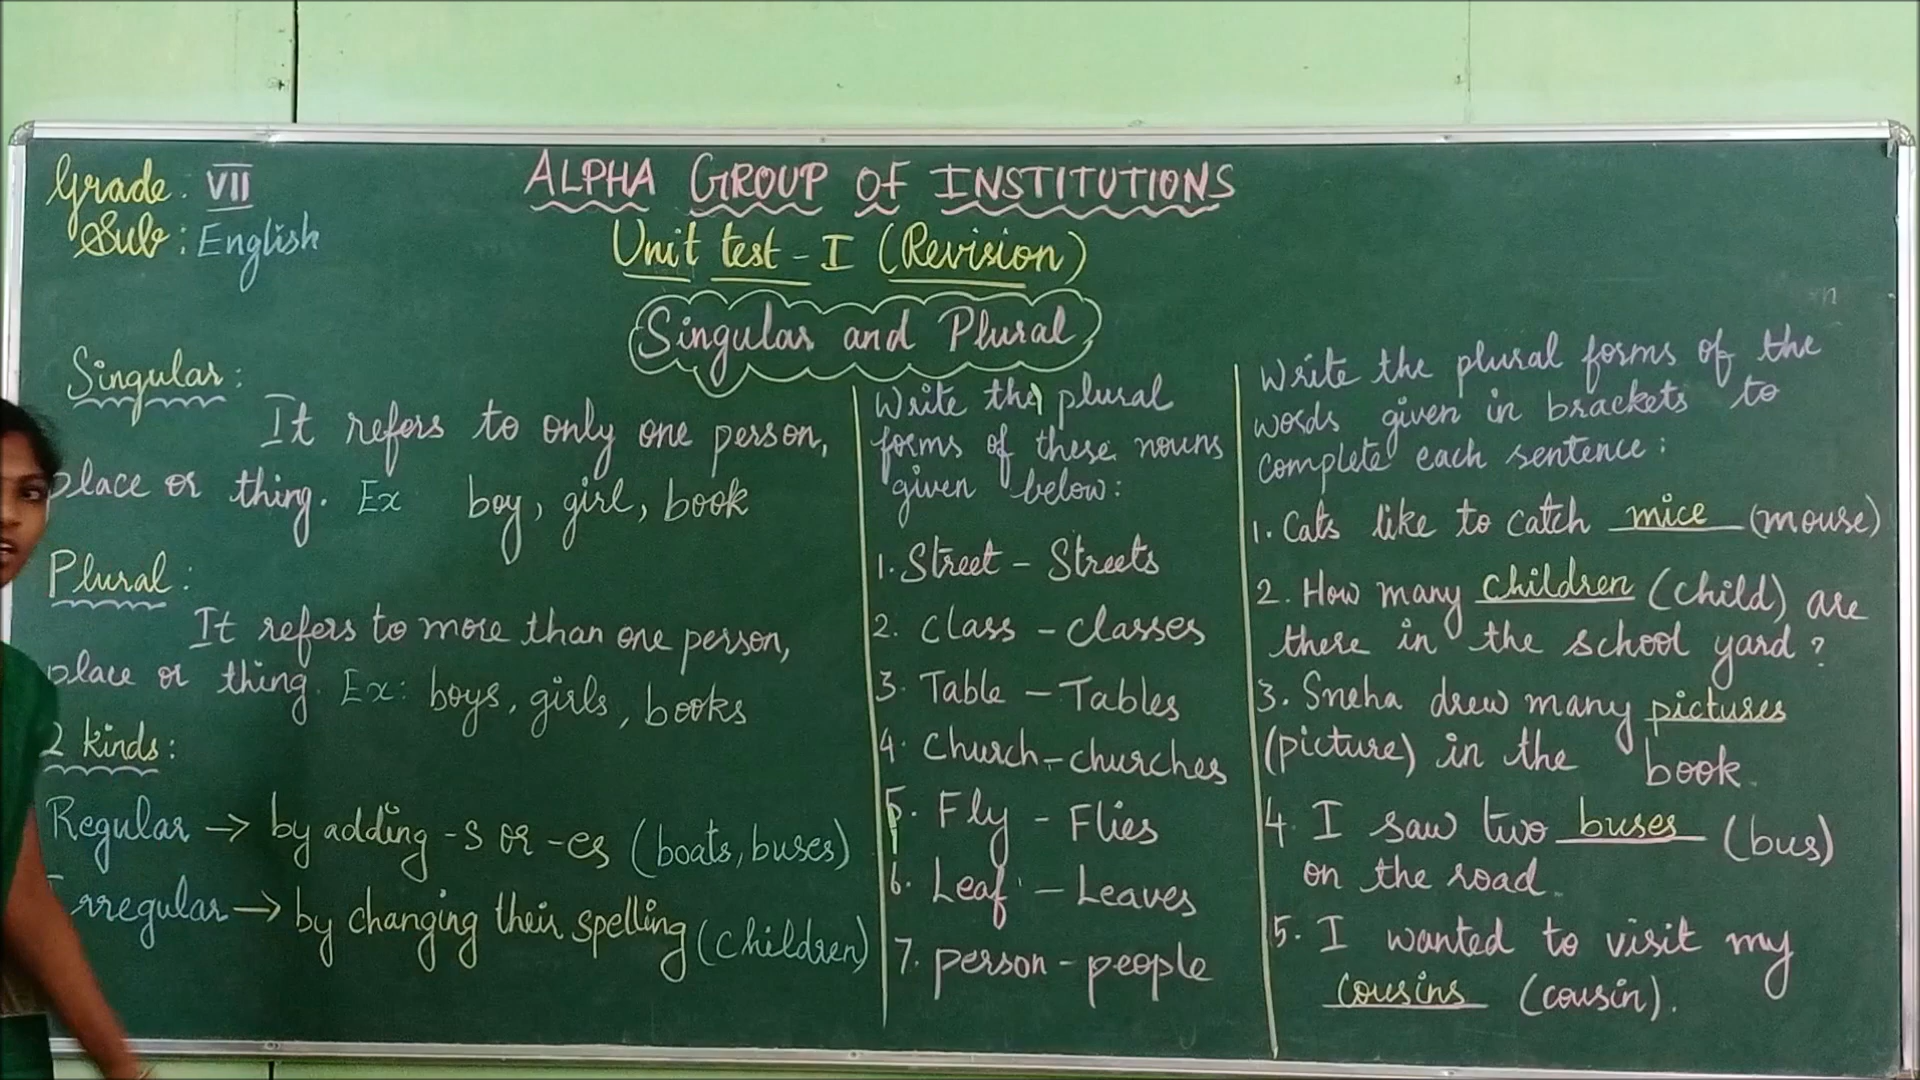 Grade: VII
Sub: English
ALPHA GROUP OF INSTITUTIONS
Unit test - I (Revision)
Singular and Plural
Singular:
It refers to only one person,
place or thing. Ex boy, girl, book
Plural:
It refers to more than one person,
place or thing. Ex: boys, girls, books
2 kinds:
Regular → by adding -s or -es (boats, buses)
Irregular → by changing their spelling (children)
Write the plural
forms of these nouns
given below:
1. Street - Streets
2. Class - Classes
3. Table - Tables
4. Church - churches
5. Fly - Flies
6. Leaf - Leaves
7. person - people
Write the plural forms of the
words given in brackets to
complete each sentence:
1. Cats like to catch mice (mouse)
2. How many children (child) are
there in the school yard?
3. Sneha drew many pictures
(picture) in the book.
4. I saw two buses (bus)
on the road.
5. I wanted to visit my
cousins (cousin).